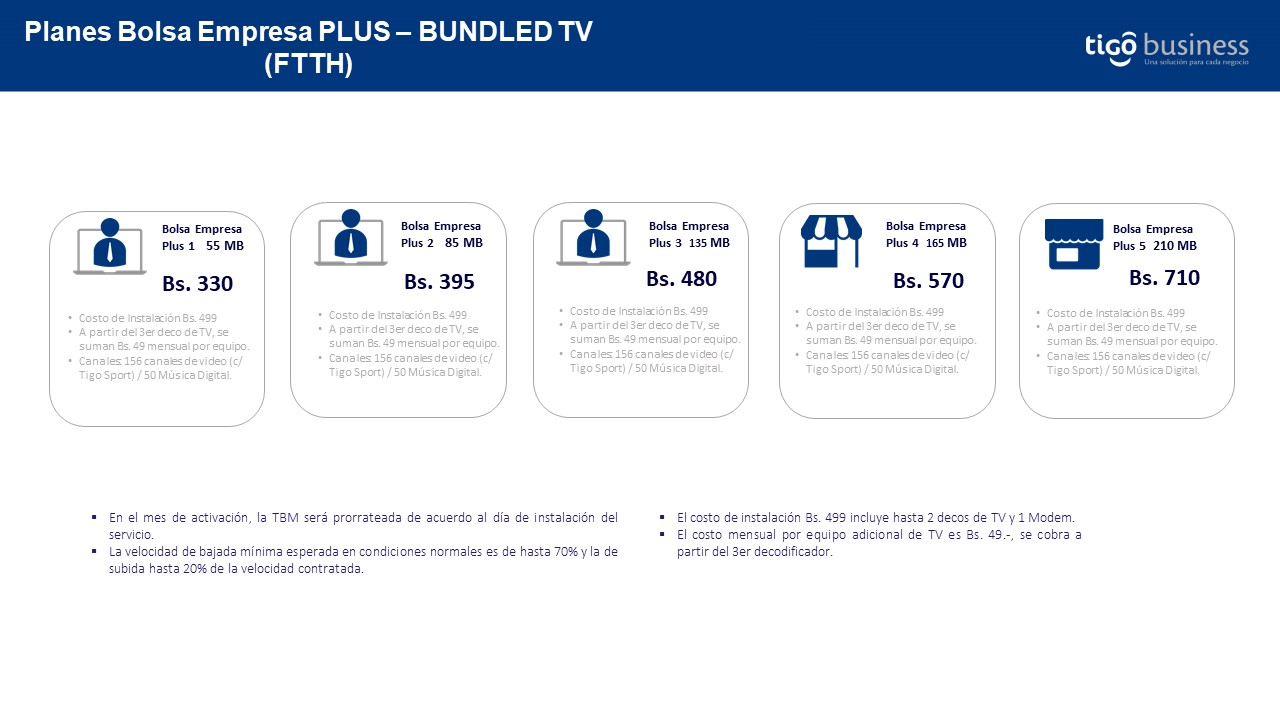 Planes Bolsa Empresa PLUS – BUNDLED TV
(FTTH)
tigo business
Una solución para cada negocio
Bolsa Empresa
Plus 1 55 MB
Bs. 330
• Costo de Instalación Bs. 499
• A partir del 3er deco de TV, se
suman Bs. 49 mensual por equipo.
• Canales: 156 canales de video (c/
Tigo Sport) / 50 Música Digital.
Bolsa Empresa
Plus 2 85 MB
Bs. 395
• Costo de Instalación Bs. 499
• A partir del 3er deco de TV, se
suman Bs. 49 mensual por equipo.
• Canales: 156 canales de video (c/
Tigo Sport) / 50 Música Digital.
Bolsa Empresa
Plus 3 135 MB
Bs. 480
• Costo de Instalación Bs. 499
• A partir del 3er deco de TV, se
suman Bs. 49 mensual por equipo.
• Canales: 156 canales de video (c/
Tigo Sport) / 50 Música Digital.
Bolsa Empresa
Plus 4 165 MB
Bs. 570
• Costo de Instalación Bs. 499
• A partir del 3er deco de TV, se
suman Bs. 49 mensual por equipo.
• Canales: 156 canales de video (c/
Tigo Sport) / 50 Música Digital.
Bolsa Empresa
Plus 5 210 MB
Bs. 710
• Costo de Instalación Bs. 499
• A partir del 3er deco de TV, se
suman Bs. 49 mensual por equipo.
• Canales: 156 canales de video (c/
Tigo Sport) / 50 Música Digital.
▪ En el mes de activación, la TBM será prorrateada de acuerdo al día de instalación del
servicio.
▪ La velocidad de bajada mínima esperada en condiciones normales es de hasta 70% y la de
subida hasta 20% de la velocidad contratada.
▪ El costo de instalación Bs. 499 incluye hasta 2 decos de TV y 1 Modem.
▪ El costo mensual por equipo adicional de TV es Bs. 49.-, se cobra a
partir del 3er decodificador.